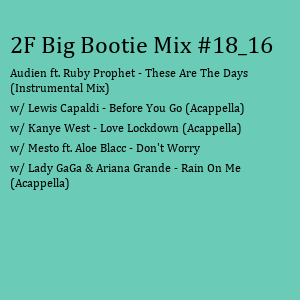 2F Big Bootie Mix #18_16
Audien ft. Ruby Prophet - These Are The Days
(Instrumental Mix)
w/ Lewis Capaldi - Before You Go (Acappella)
w/ Kanye West - Love Lockdown (Acappella)
w/ Mesto ft. Aloe Blacc - Don't Worry
w/ Lady GaGa & Ariana Grande - Rain On Me
(Acappella)